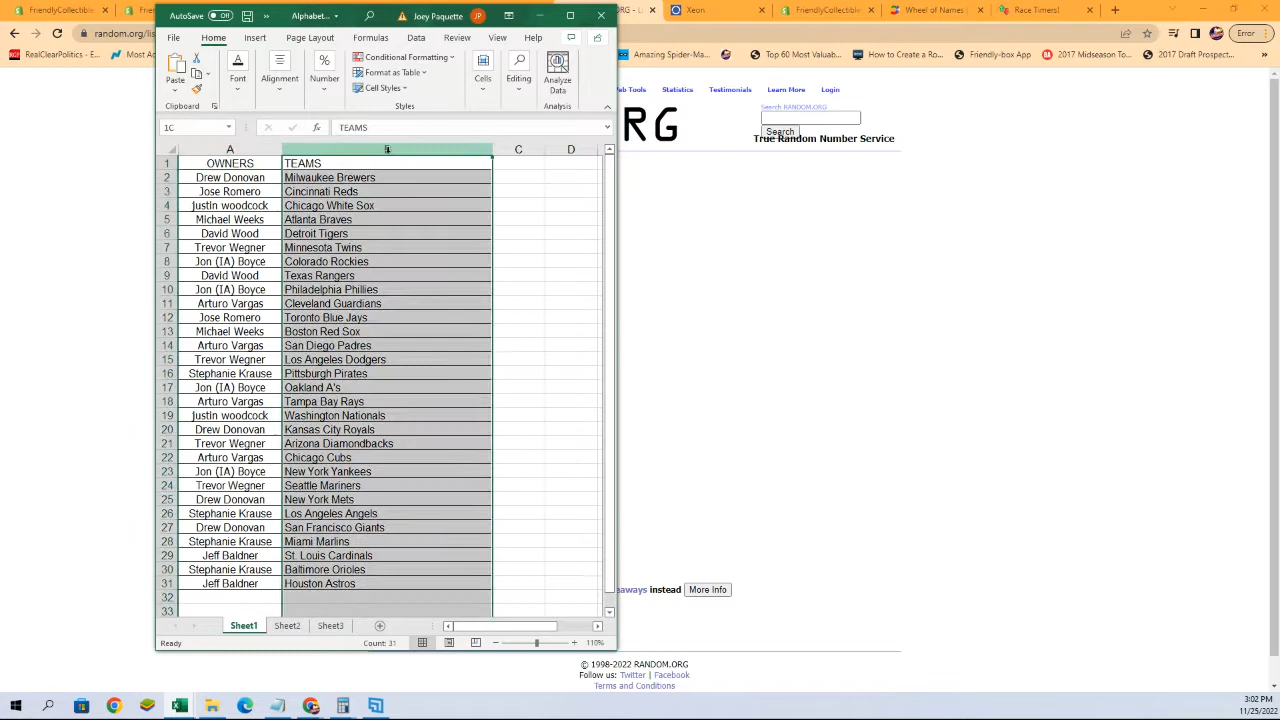 AutoSave Off Alphabet... Joey Paquette JP
Xeon FriendlyCollectible Wheel of Names Race Timers!
File Home Insert Page Layout Formulas Data Review View Help
random.org/lis Error
RealClearPolitics - E... Amazing Spider-Ma... Top 60 Most Valuab... How to Create a Ro... Friendly-box App 2017 Midseason To... 2017 Draft Prospect...
Paste Font Alignment Number Conditional Formatting Format as Table Cell Styles Cells Editing Analyze Data
Clipboard Styles Analysis
Web Tools Statistics Testimonials Learn More Login
RG
Search RANDOM.ORG
Search
True Random Number Service
1C TEAMS
A C D
1 OWNERS TEAMS
2 Drew Donovan Milwaukee Brewers
3 Jose Romero Cincinnati Reds
4 justin woodcock Chicago White Sox
5 Michael Weeks Atlanta Braves
6 David Wood Detroit Tigers
7 Trevor Wegner Minnesota Twins
8 Jon (IA) Boyce Colorado Rockies
9 David Wood Texas Rangers
10 Jon (IA) Boyce Philadelphia Phillies
11 Arturo Vargas Cleveland Guardians
12 Jose Romero Toronto Blue Jays
13 Michael Weeks Boston Red Sox
14 Arturo Vargas San Diego Padres
15 Trevor Wegner Los Angeles Dodgers
16 Stephanie Krause Pittsburgh Pirates
17 Jon (IA) Boyce Oakland A's
18 Arturo Vargas Tampa Bay Rays
19 justin woodcock Washington Nationals
20 Drew Donovan Kansas City Royals
21 Trevor Wegner Arizona Diamondbacks
22 Arturo Vargas Chicago Cubs
23 Jon (IA) Boyce New York Yankees
24 Trevor Wegner Seattle Mariners
25 Drew Donovan New York Mets
26 Stephanie Krause Los Angeles Angels
27 Drew Donovan San Francisco Giants
28 Stephanie Krause Miami Marlins
29 Jeff Baldner St. Louis Cardinals
30 Stephanie Krause Baltimore Orioles
31 Jeff Baldner Houston Astros
32
33
eaways instead More Info
Sheet1 Sheet2 Sheet3
Ready Count: 31 110%
© 1998-2022 RANDOM.ORG
Follow us: Twitter | Facebook
Terms and Conditions
3:02 PM
11/25/2022